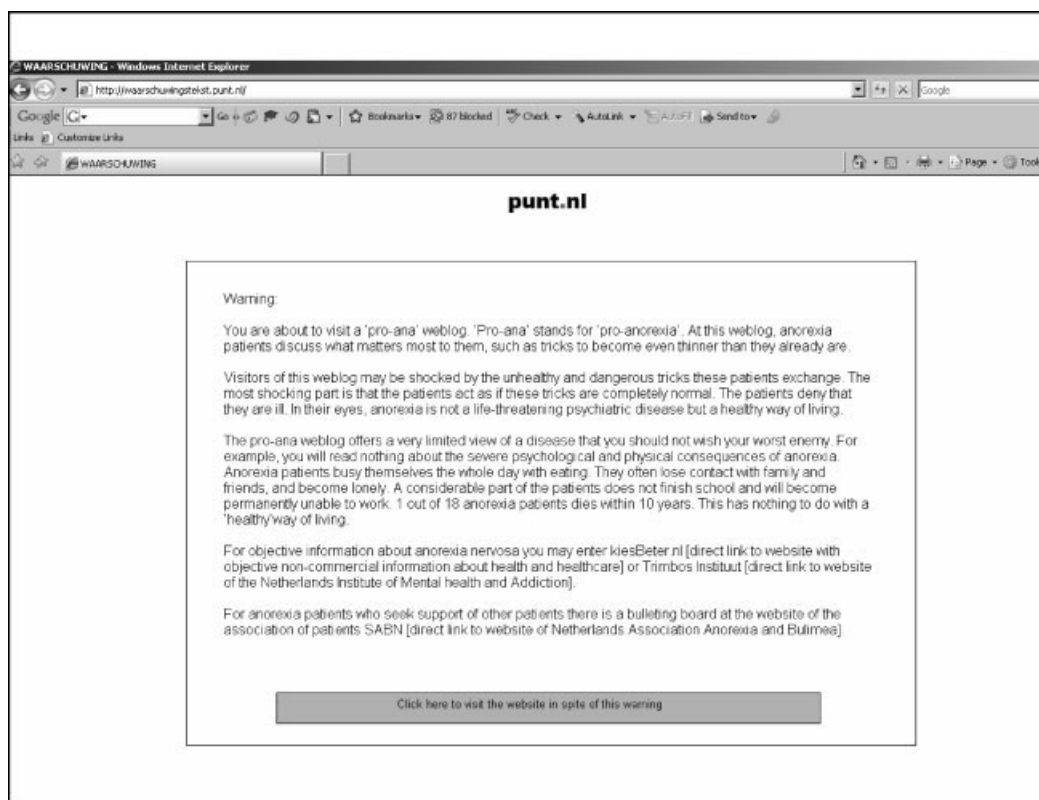 WAARSCHUWING - Windows Internet Explorer
http://waarschuwingstekst.punt.nl/
Google
Google
Go
Bookmarks
87 blocked
Check
AutoLink
AutoFill
Send to
Links
Customize Links
WAARSCHUWING
Page
Tools
punt.nl
Warning:
You are about to visit a 'pro-ana' weblog. 'Pro-ana' stands for 'pro-anorexia'. At this weblog, anorexia
patients discuss what matters most to them, such as tricks to become even thinner than they already are.
Visitors of this weblog may be shocked by the unhealthy and dangerous tricks these patients exchange. The
most shocking part is that the patients act as if these tricks are completely normal. The patients deny that
they are ill. In their eyes, anorexia is not a life-threatening psychiatric disease but a healthy way of living.
The pro-ana weblog offers a very limited view of a disease that you should not wish your worst enemy. For
example, you will read nothing about the severe psychological and physical consequences of anorexia.
Anorexia patients busy themselves the whole day with eating. They often lose contact with family and
friends, and become lonely. A considerable part of the patients does not finish school and will become
permanently unable to work. 1 out of 18 anorexia patients dies within 10 years. This has nothing to do with a
'healthy'way of living.
For objective information about anorexia nervosa you may enter kiesBeter.nl [direct link to website with
objective non-commercial information about health and healthcare] or Trimbos Instituut [direct link to website
of the Netherlands Institute of Mental health and Addiction].
For anorexia patients who seek support of other patients there is a bulleting board at the website of the
association of patients SABN [direct link to website of Netherlands Association Anorexia and Bulimea]
Click here to visit the website in spite of this warning